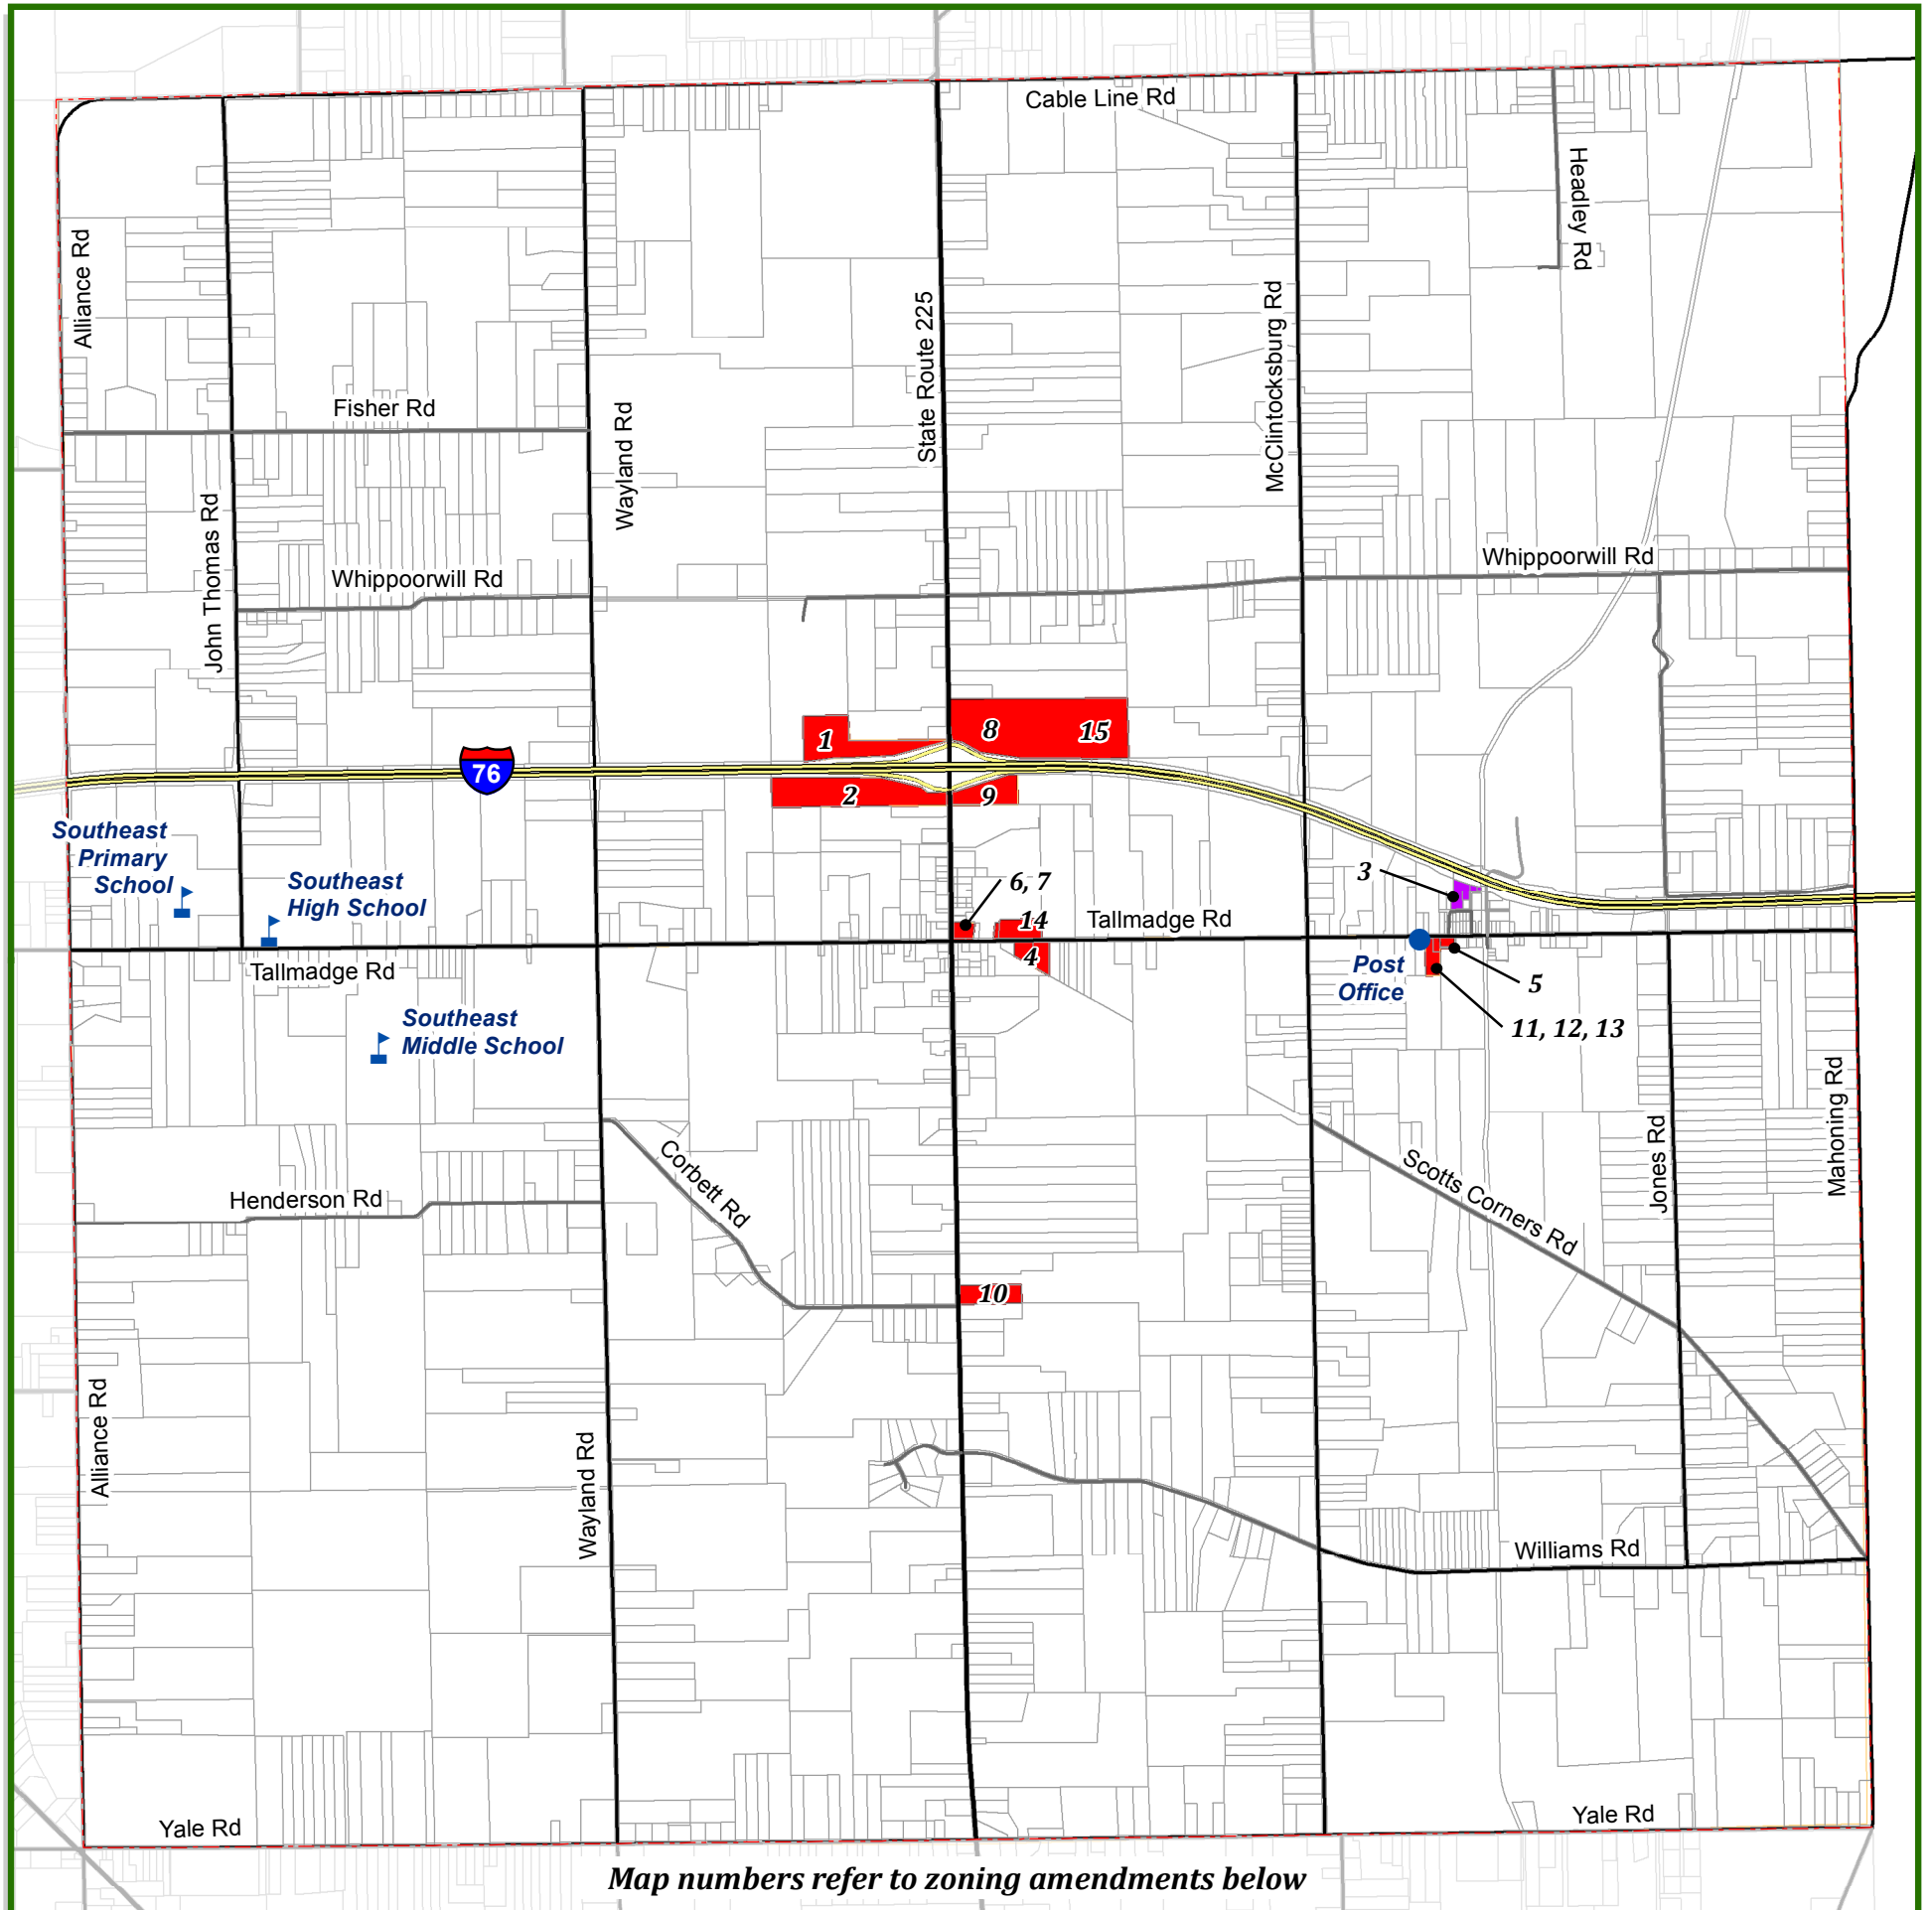 Cable Line Rd
Headley Rd
Alliance Rd
State Route 225
McClintocksburg Rd
Fisher Rd
Wayland Rd
John Thomas Rd
Whippoorwill Rd
Whippoorwill Rd
8
15
1
76
2
9
Southeast
Primary
School
Southeast
High School
3
6, 7
14
Tallmadge Rd
4
Tallmadge Rd
Post
Office
5
11, 12, 13
Southeast
Middle School
Mahoning Rd
Jones Rd
Corbett Rd
Scotts Corners Rd
Henderson Rd
10
Alliance Rd
Wayland Rd
Williams Rd
Yale Rd
Yale Rd
Map numbers refer to zoning amendments below